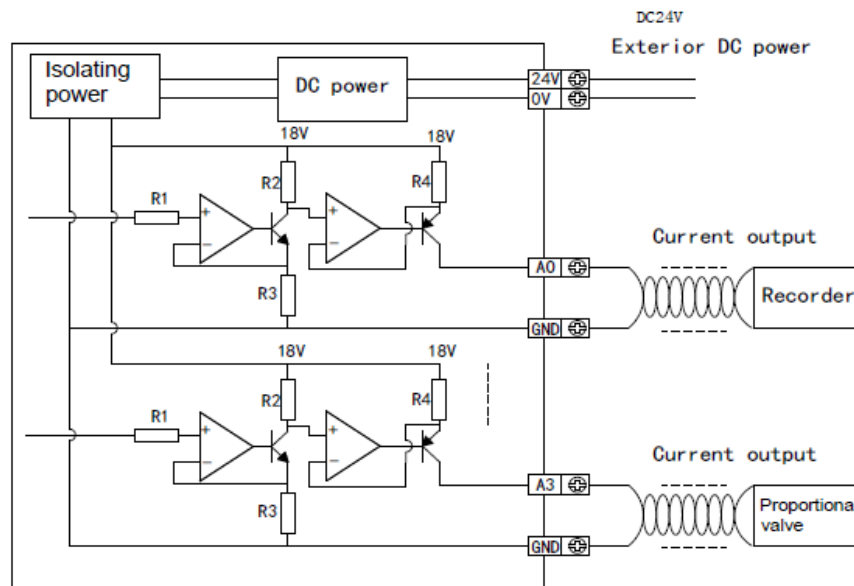 DC24V
Exterior DC power
Isolating
power
DC power
24V
0V
18V
18V
R2
R4
R1
+
−
+
−
R3
Current output
A0
Recorder
GND
18V
18V
R2
R4
R1
+
−
+
−
R3
Current output
A3
Proportiona
valve
GND